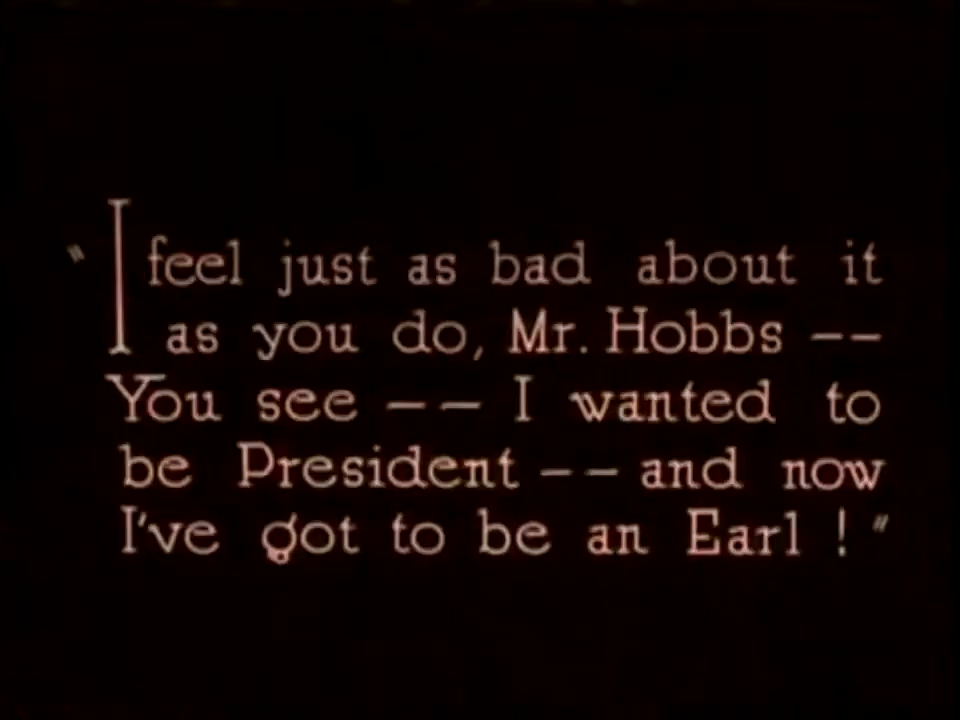 "I feel just as bad about it
as you do, Mr. Hobbs --
You see -- I wanted to
be President -- and now
I've got to be an Earl!"